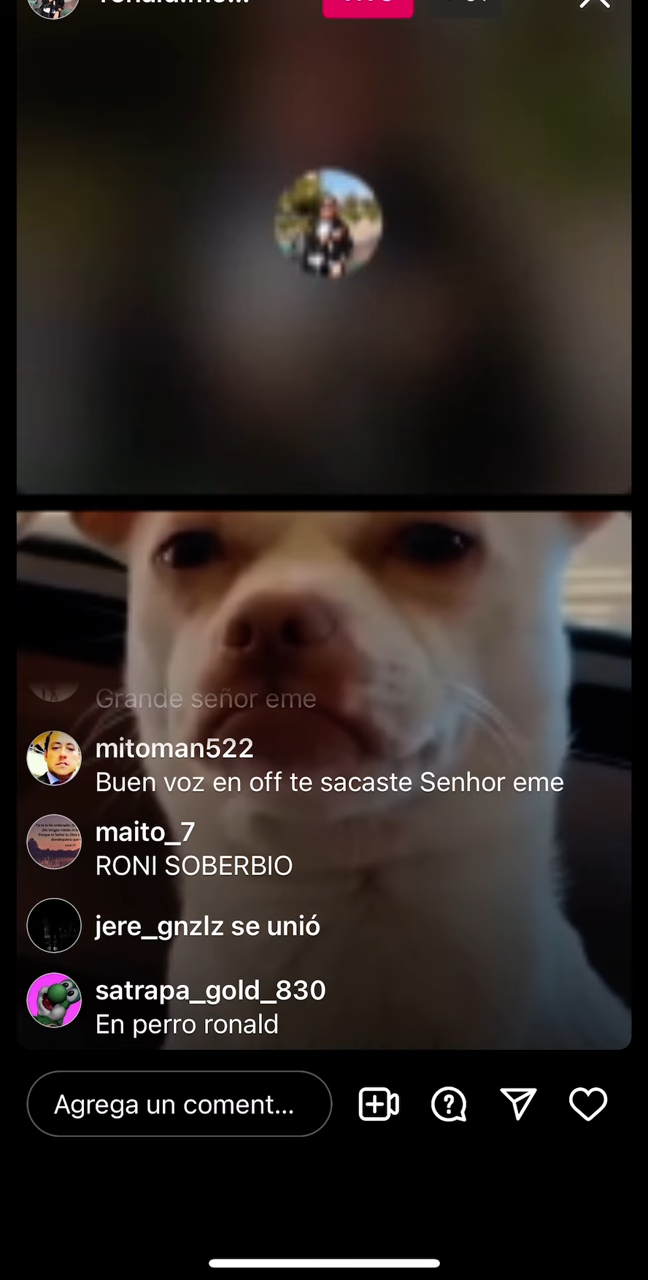 Grande señor eme
mitoman522
Buen voz en off te sacaste Senhor eme
maito_7
RONI SOBERBIO
jere_gnzlz se unió
satrapa_gold_830
En perro ronald
Agrega un coment...